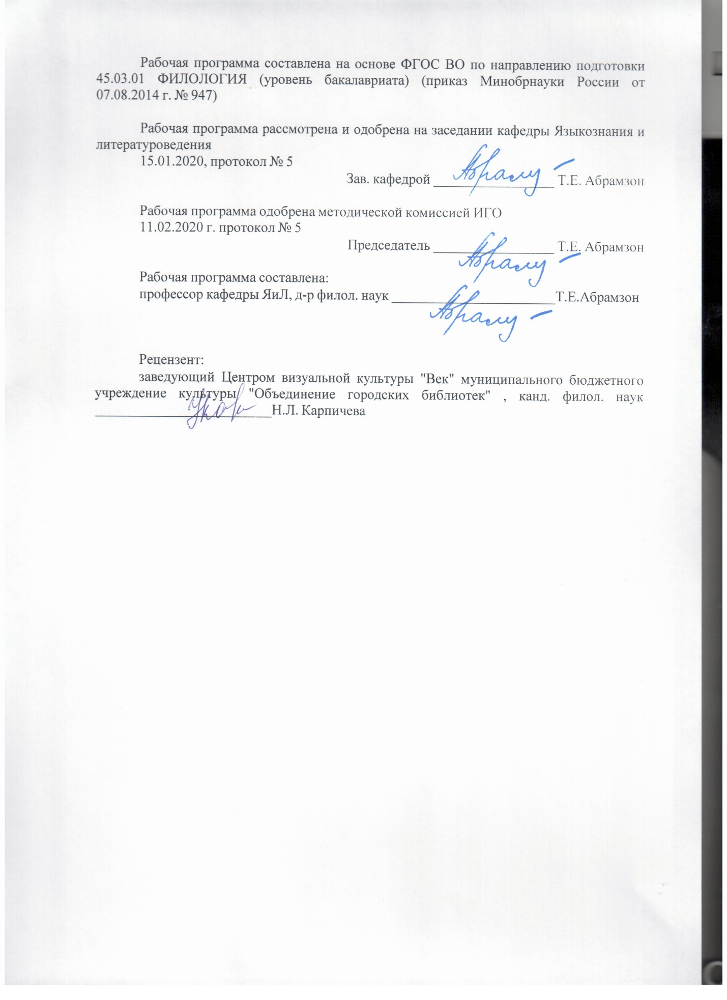 Рабочая программа составлена на основе ФГОС ВО по направлению подготовки
45.03.01 ФИЛОЛОГИЯ (уровень бакалавриата) (приказ Минобрнауки России от
07.08.2014 г. № 947)
Рабочая программа рассмотрена и одобрена на заседании кафедры Языкознания и
литературоведения
15.01.2020, протокол № 5
Зав. кафедрой _________________ Т.Е. Абрамзон
Рабочая программа одобрена методической комиссией ИГО
11.02.2020 г. протокол № 5
Председатель _________________ Т.Е. Абрамзон
Рабочая программа составлена:
профессор кафедры ЯиЛ, д-р филол. наук _______________________Т.Е.Абрамзон
Рецензент:
заведующий Центром визуальной культуры "Век" муниципального бюджетного
учреждение культуры "Объединение городских библиотек" , канд. филол. наук
_________________________Н.Л. Карпичева